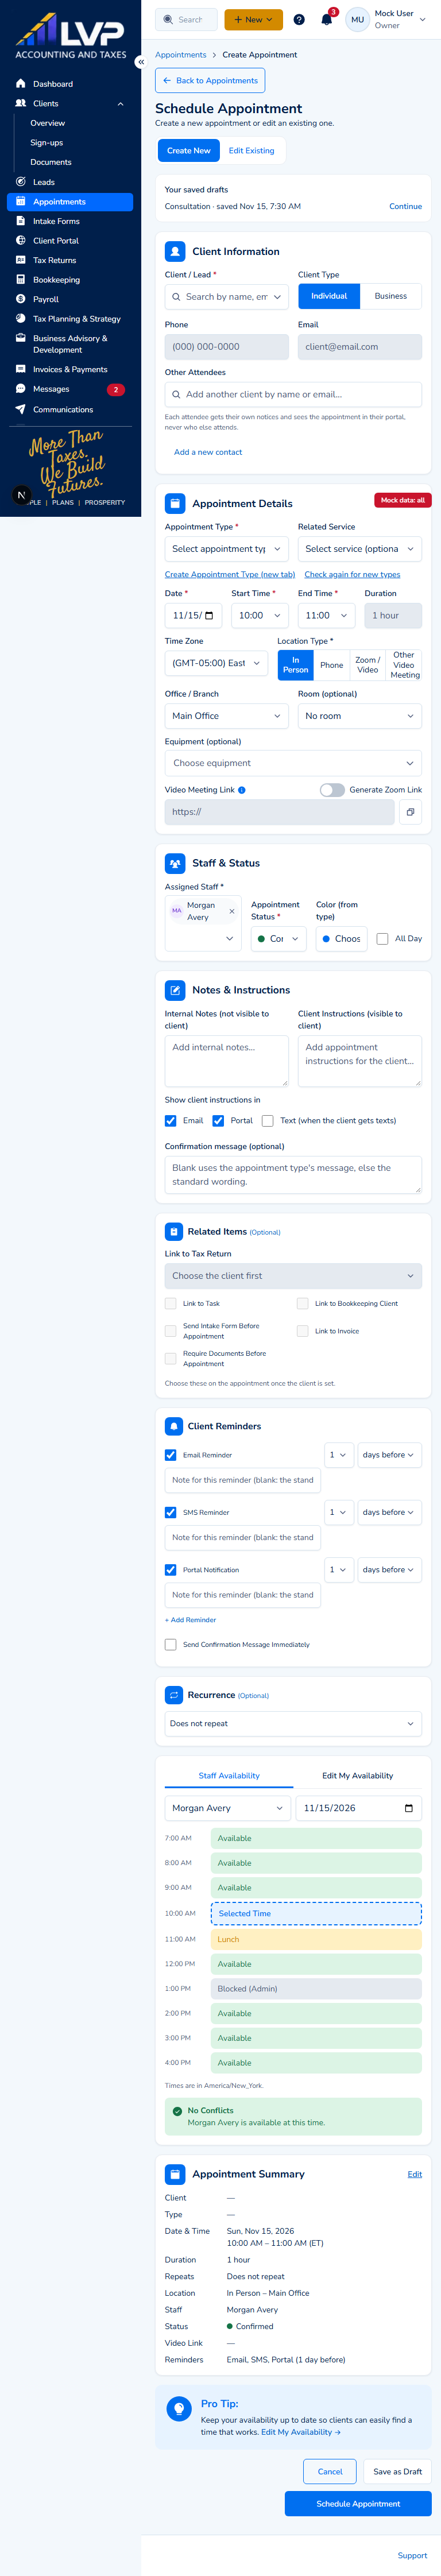 LVP
ACCOUNTING AND TAXES
Search
+ New
3
MU
Mock User
Owner
Dashboard
Clients
Overview
Sign-ups
Documents
Leads
Appointments
Intake Forms
Client Portal
Tax Returns
Bookkeeping
Payroll
Tax Planning & Strategy
Business Advisory &
Development
Invoices & Payments
Messages
2
Communications
More Than
Taxes.
We Build
Futures.
N
PLE | PLANS | PROSPERITY
Appointments > Create Appointment
← Back to Appointments
Schedule Appointment
Create a new appointment or edit an existing one.
Create New
Edit Existing
Your saved drafts
Consultation · saved Nov 15, 7:30 AM
Continue
Client Information
Client / Lead *
Client Type
Search by name, em
Individual
Business
Phone
Email
(000) 000-0000
client@email.com
Other Attendees
Add another client by name or email...
Each attendee gets their own notices and sees the appointment in their portal,
never who else attends.
Add a new contact
Appointment Details
Mock data: all
Appointment Type *
Related Service
Select appointment typ
Select service (optiona
Create Appointment Type (new tab)
Check again for new types
Date *
Start Time *
End Time *
Duration
11/15/
10:00
11:00
1 hour
Time Zone
Location Type *
(GMT-05:00) East
In
Person
Phone
Zoom /
Video
Other
Video
Meeting
Office / Branch
Room (optional)
Main Office
No room
Equipment (optional)
Choose equipment
Video Meeting Link
Generate Zoom Link
https://
Staff & Status
Assigned Staff *
MA
Morgan
Avery
×
Appointment
Status *
Color (from
type)
Cor
Choos
All Day
Notes & Instructions
Internal Notes (not visible to
client)
Client Instructions (visible to
client)
Add internal notes...
Add appointment
instructions for the client...
Show client instructions in
Email
Portal
Text (when the client gets texts)
Confirmation message (optional)
Blank uses the appointment type's message, else the
standard wording.
Related Items (Optional)
Link to Tax Return
Choose the client first
Link to Task
Link to Bookkeeping Client
Send Intake Form Before
Appointment
Link to Invoice
Require Documents Before
Appointment
Choose these on the appointment once the client is set.
Client Reminders
Email Reminder
1
days before
Note for this reminder (blank: the stand
SMS Reminder
1
days before
Note for this reminder (blank: the stand
Portal Notification
1
days before
Note for this reminder (blank: the stand
+ Add Reminder
Send Confirmation Message Immediately
Recurrence (Optional)
Does not repeat
Staff Availability
Edit My Availability
Morgan Avery
11/15/2026
7:00 AM
Available
8:00 AM
Available
9:00 AM
Available
10:00 AM
Selected Time
11:00 AM
Lunch
12:00 PM
Available
1:00 PM
Blocked (Admin)
2:00 PM
Available
3:00 PM
Available
4:00 PM
Available
Times are in America/New_York.
No Conflicts
Morgan Avery is available at this time.
Appointment Summary
Edit
Client
—
Type
—
Date & Time
Sun, Nov 15, 2026
10:00 AM – 11:00 AM (ET)
Duration
1 hour
Repeats
Does not repeat
Location
In Person – Main Office
Staff
Morgan Avery
Status
Confirmed
Video Link
—
Reminders
Email, SMS, Portal (1 day before)
Pro Tip:
Keep your availability up to date so clients can easily find a
time that works. Edit My Availability →
Cancel
Save as Draft
Schedule Appointment
Support